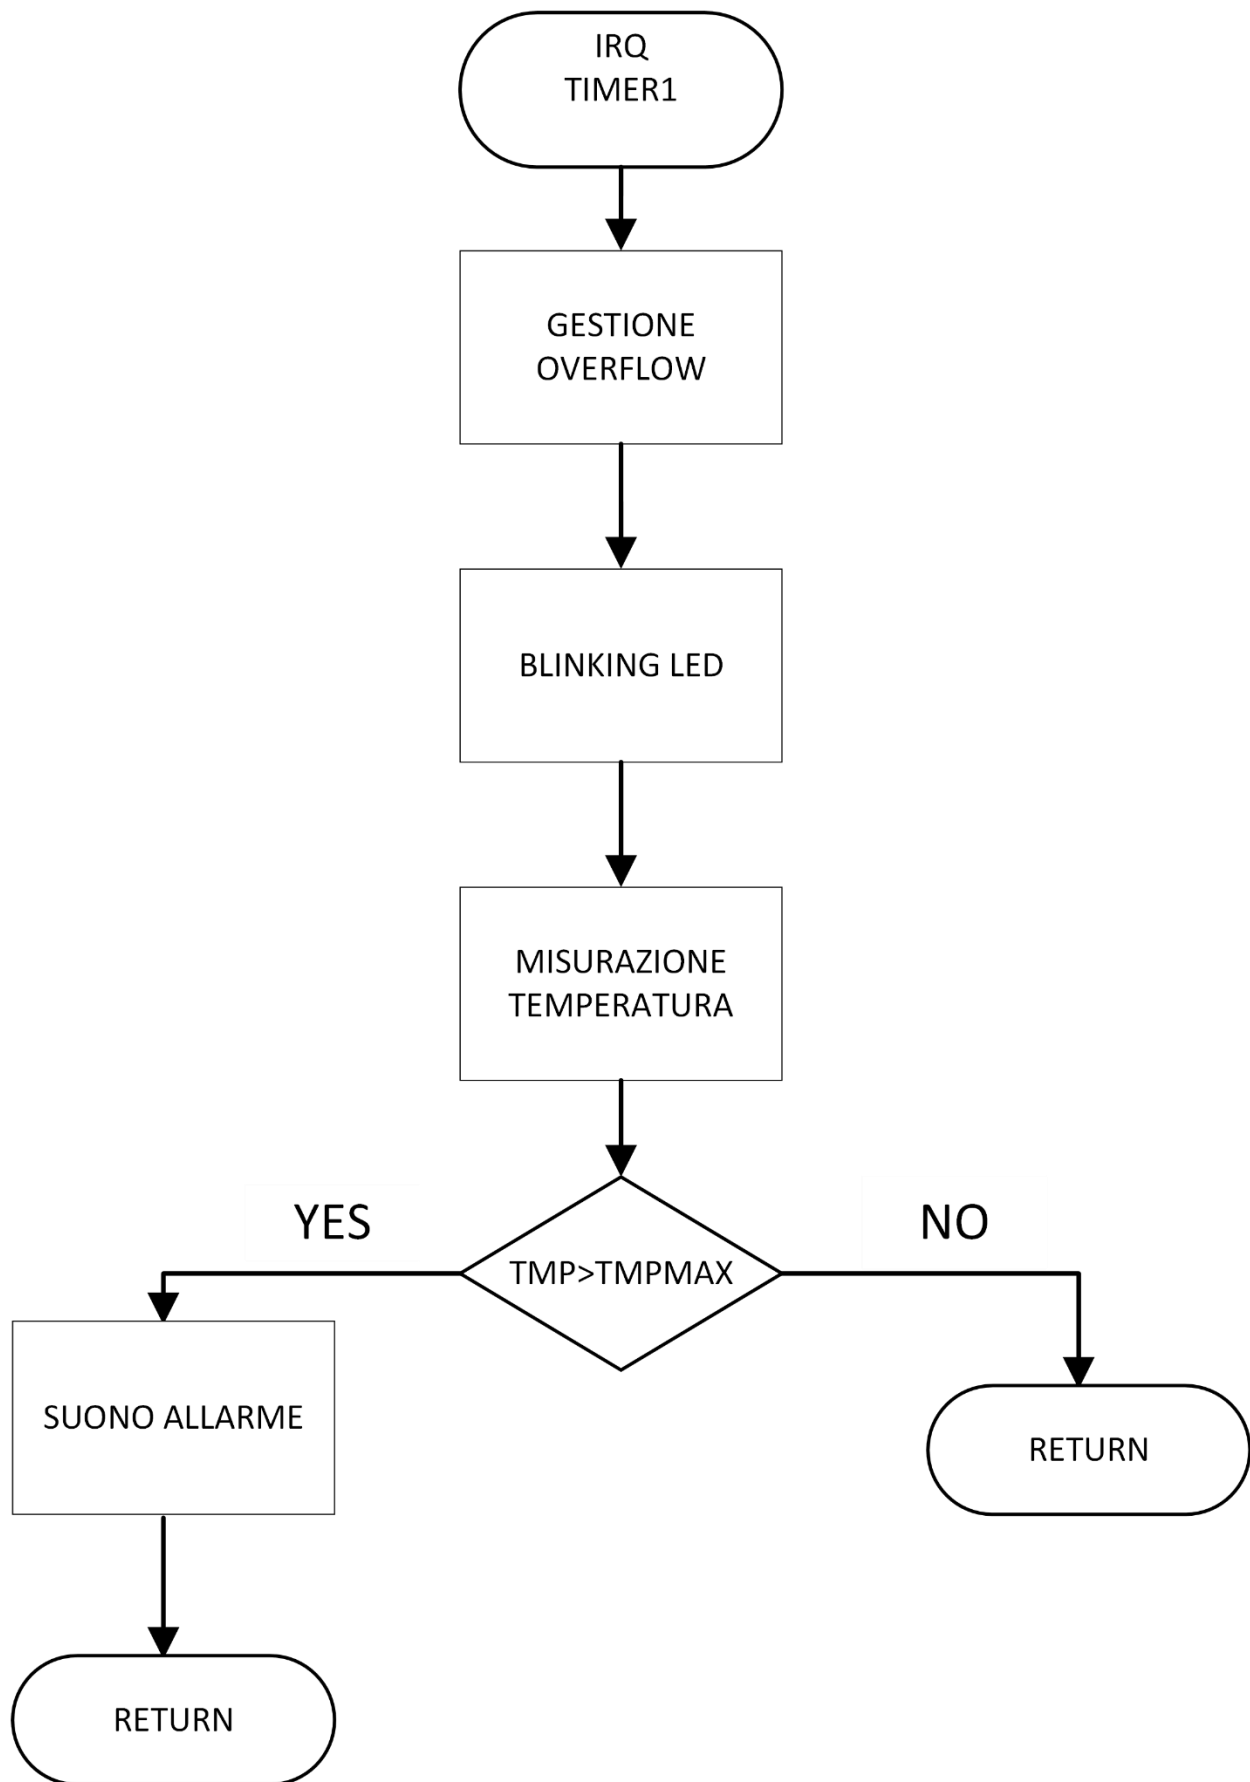 IRQ
TIMER1
GESTIONE
OVERFLOW
BLINKING LED
MISURAZIONE
TEMPERATURA
TMP>TMPMAX
YES
NO
SUONO ALLARME
RETURN
RETURN